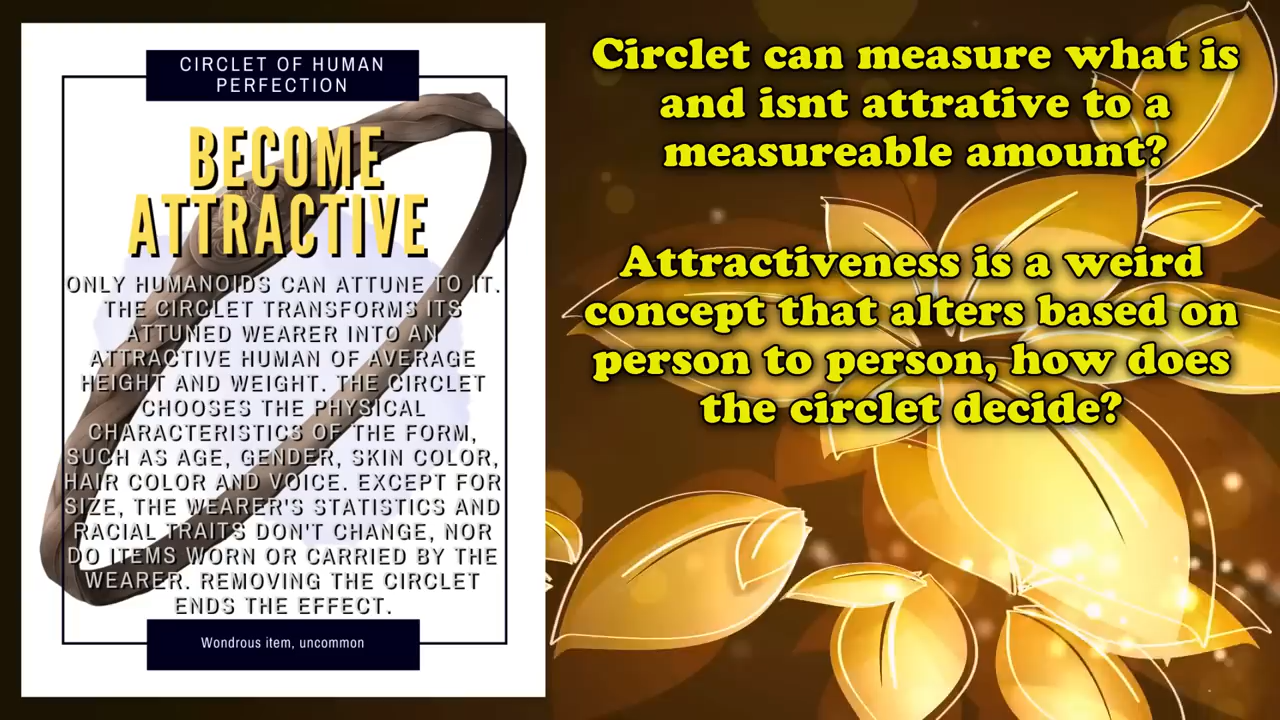 CIRCLET OF HUMAN
PERFECTION
BECOME
ATTRACTIVE
ONLY HUMANOIDS CAN ATTUNE TO IT.
THE CIRCLET TRANSFORMS ITS
ATTUNED WEARER INTO AN
ATTRACTIVE HUMAN OF AVERAGE
HEIGHT AND WEIGHT. THE CIRCLET
CHOOSES THE PHYSICAL
CHARACTERISTICS OF THE FORM,
SUCH AS AGE, GENDER, SKIN COLOR,
HAIR COLOR AND VOICE. EXCEPT FOR
SIZE, THE WEARER'S STATISTICS AND
RACIAL TRAITS DON'T CHANGE, NOR
DO ITEMS WORN OR CARRIED BY THE
WEARER. REMOVING THE CIRCLET
ENDS THE EFFECT.
Wondrous item, uncommon
Circlet can measure what is
and isnt attrative to a
measureable amount?
Attractiveness is a weird
concept that alters based on
person to person, how does
the circlet decide?